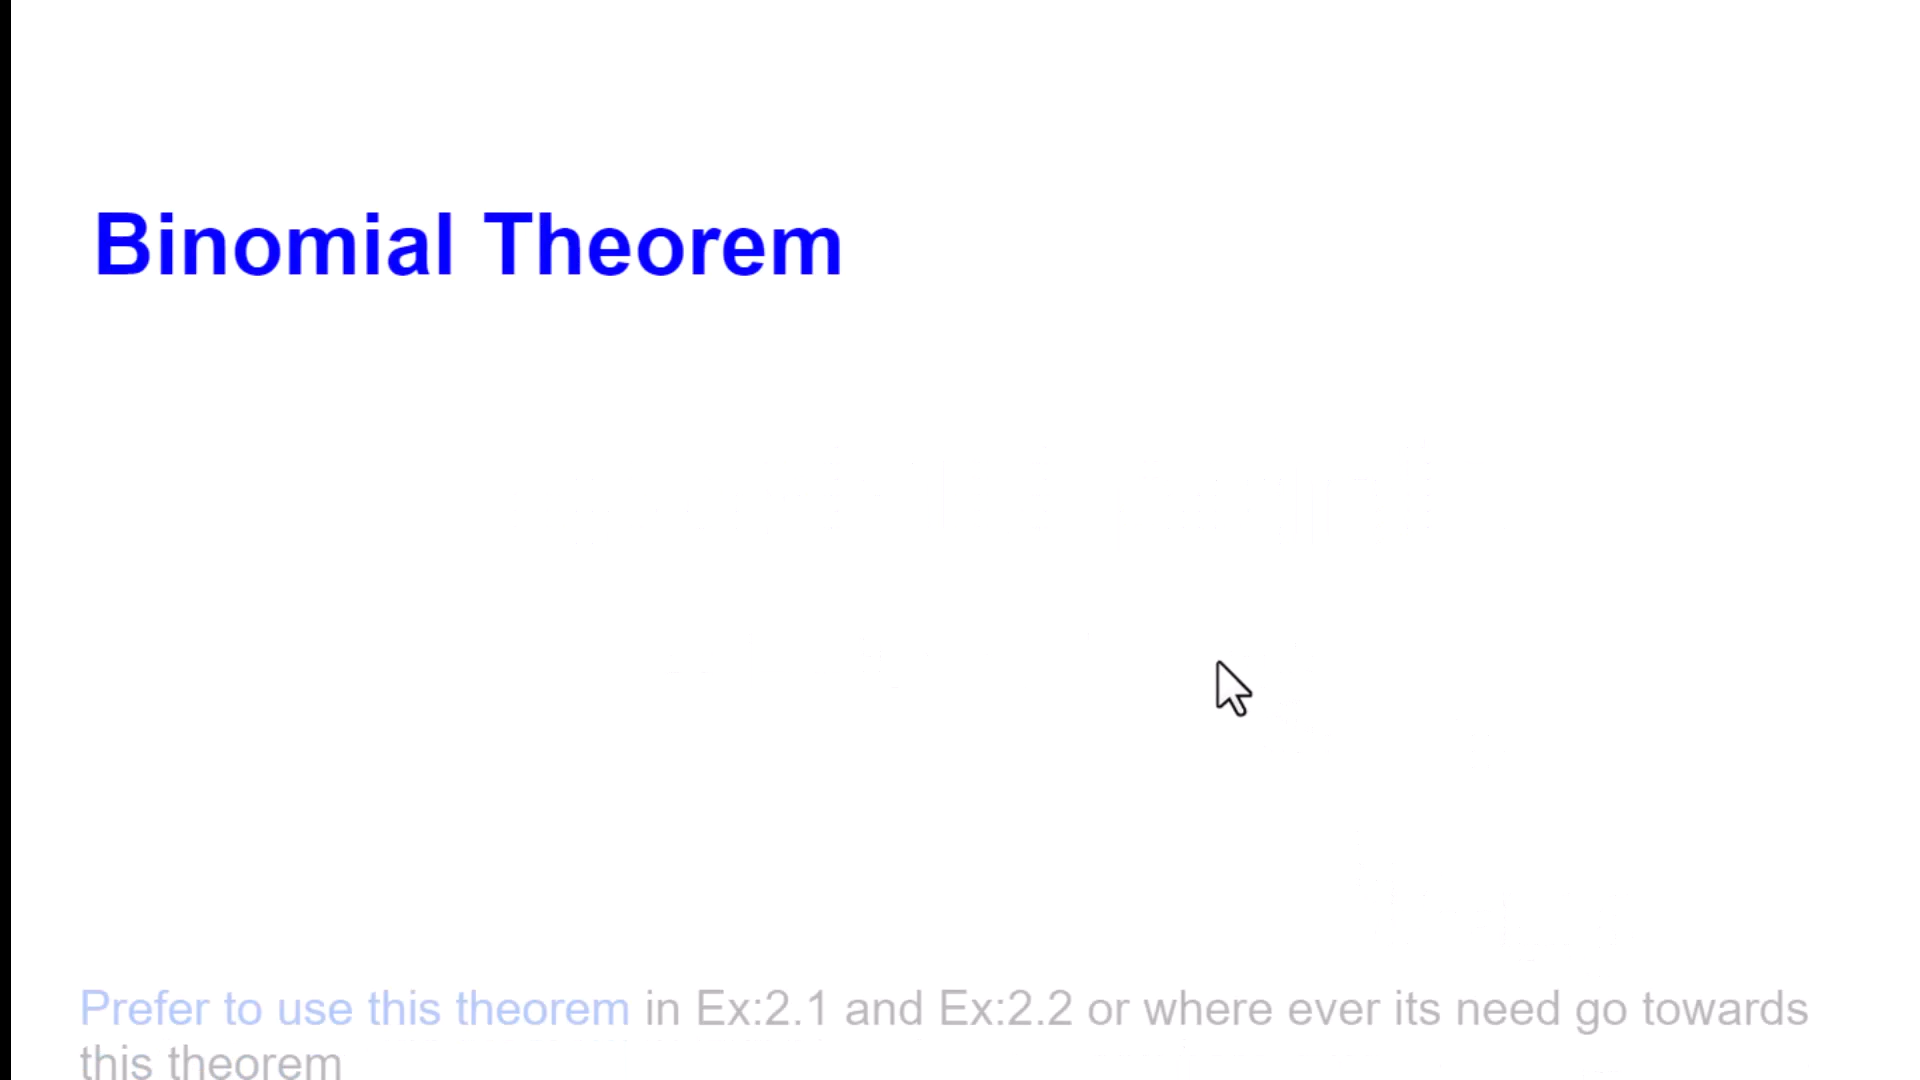 Binomial Theorem
Prefer to use this theorem in Ex:2.1 and Ex:2.2 or where ever its need go towards
this theorem